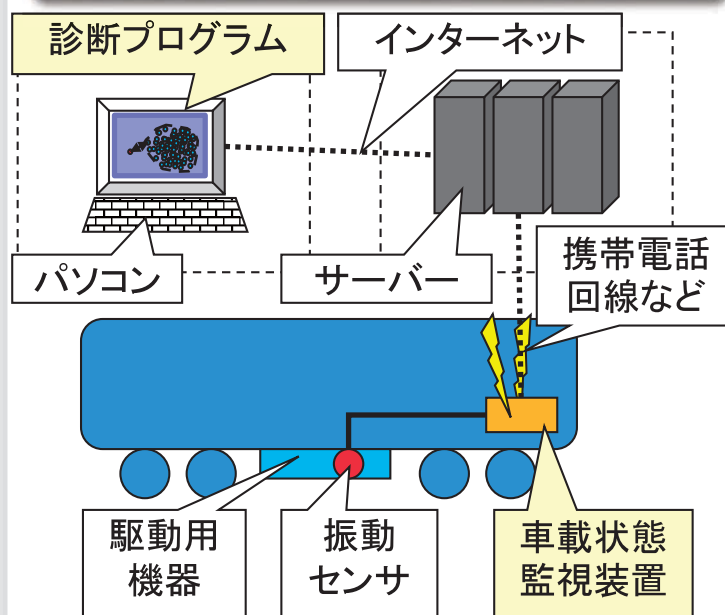 診断プログラム
インターネット
パソコン
サーバー
携帯電話
回線など
駆動用
機器
振動
センサ
車載状態
監視装置